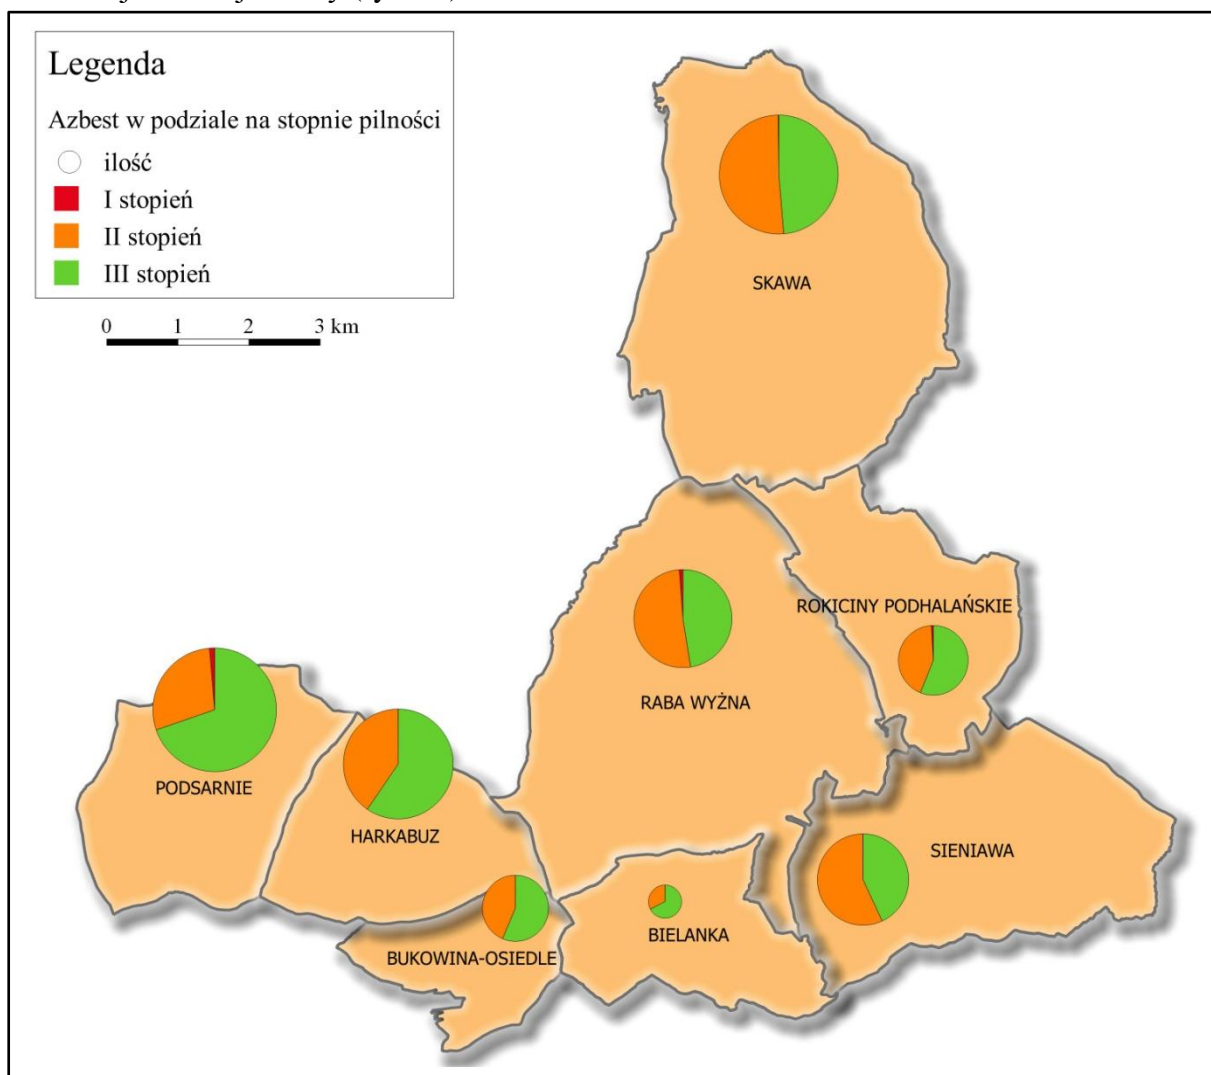 Legenda
Azbest w podziale na stopnie pilności
ilość
I stopień
II stopień
III stopień
0 1 2 3 km
SKAWA
ROKICINY PODHALAŃSKIE
RABA WYŻNA
PODSARNIE
HARKABUZ
SIENIAWA
BIELANKA
BUKOWINA-OSIEDLE